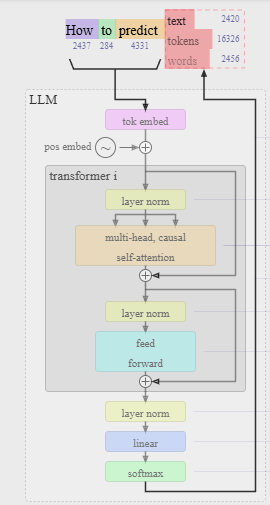 How to predict text 2420
2437 284 4331 tokens 16326
words 2456
LLM
tok embed
pos embed
transformer i
layer norm
multi-head, causal
self-attention
layer norm
feed
forward
layer norm
linear
softmax